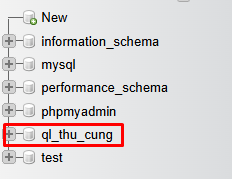 New
information_schema
mysql
performance_schema
phpmyadmin
ql_thu_cung
test